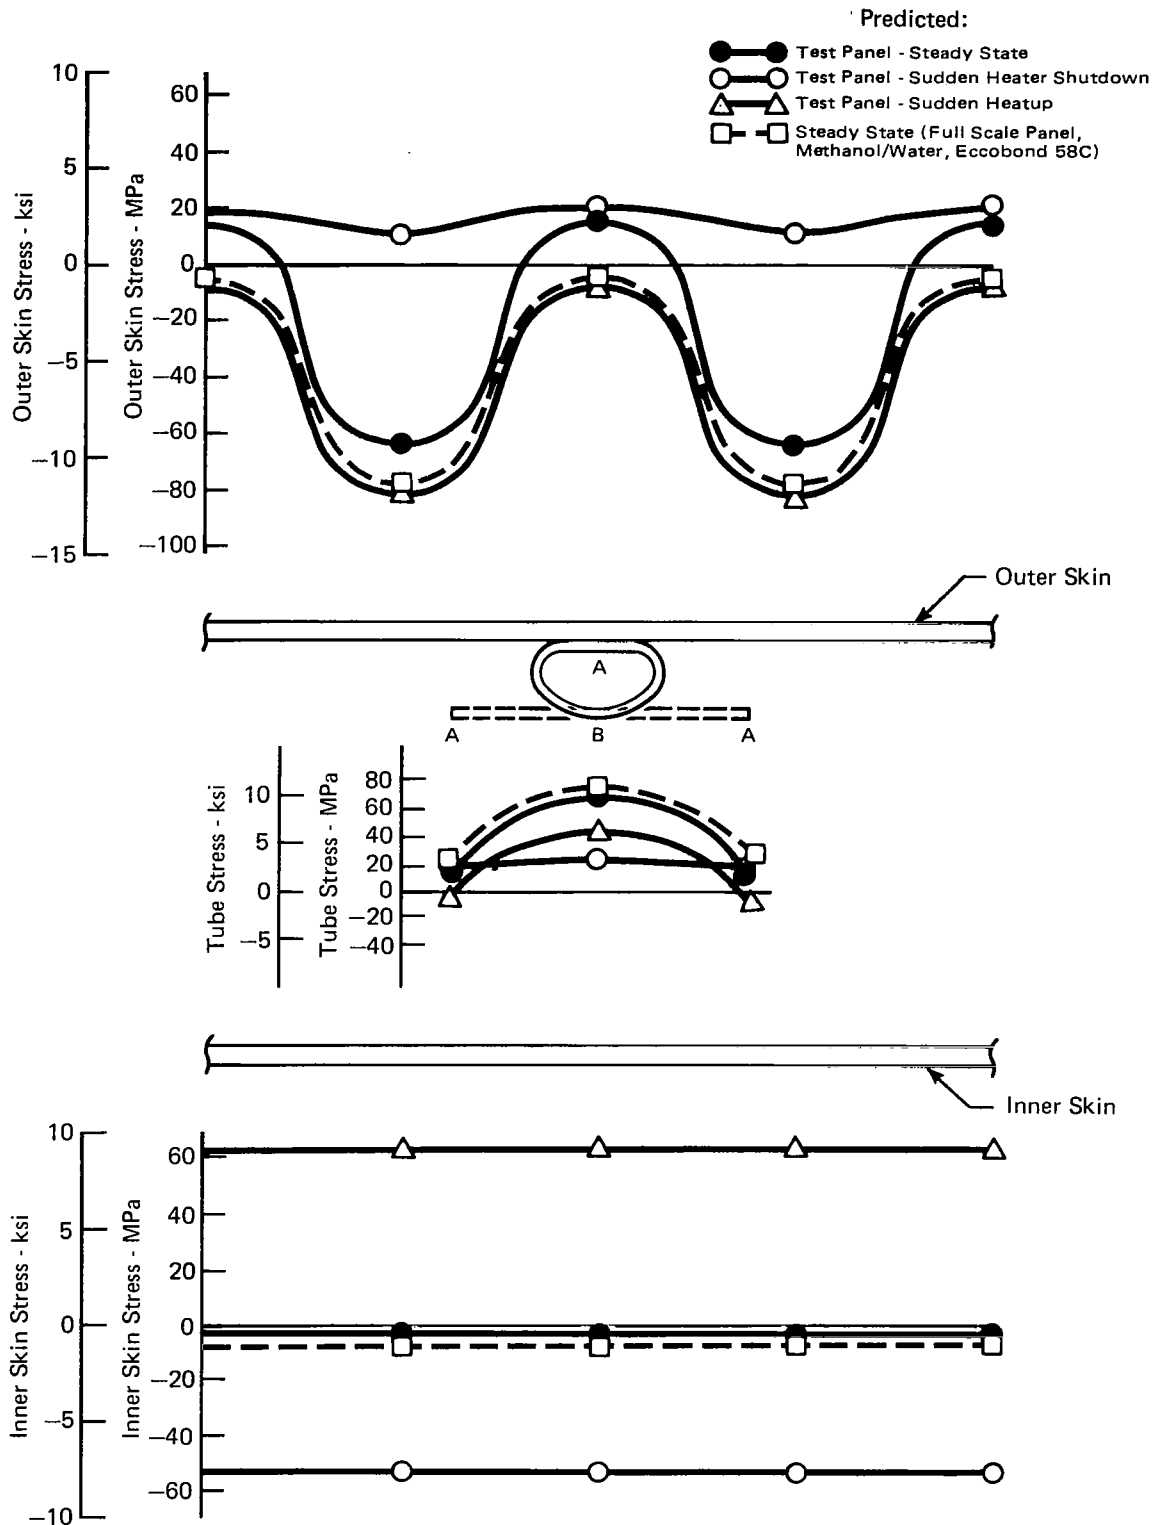 Predicted:
Test Panel - Steady State
Test Panel - Sudden Heater Shutdown
Test Panel - Sudden Heatup
Steady State (Full Scale Panel,
Methanol/Water, Eccobond 58C)
Outer Skin Stress - ksi
10
5
0
−5
−10
−15
Outer Skin Stress - MPa
60
40
20
0
−20
−40
−60
−80
−100
Outer Skin
A
A
B
A
Tube Stress - ksi
10
5
0
−5
Tube Stress - MPa
80
60
40
20
0
−20
−40
Inner Skin
Inner Skin Stress - ksi
10
5
0
−5
−10
Inner Skin Stress - MPa
60
40
20
0
−20
−40
−60